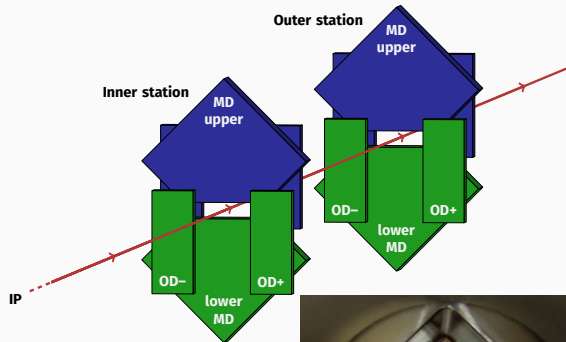 Outer station
MD
upper
Inner station
MD
upper
OD–
OD+
lower
MD
OD–
OD+
lower
MD
IP